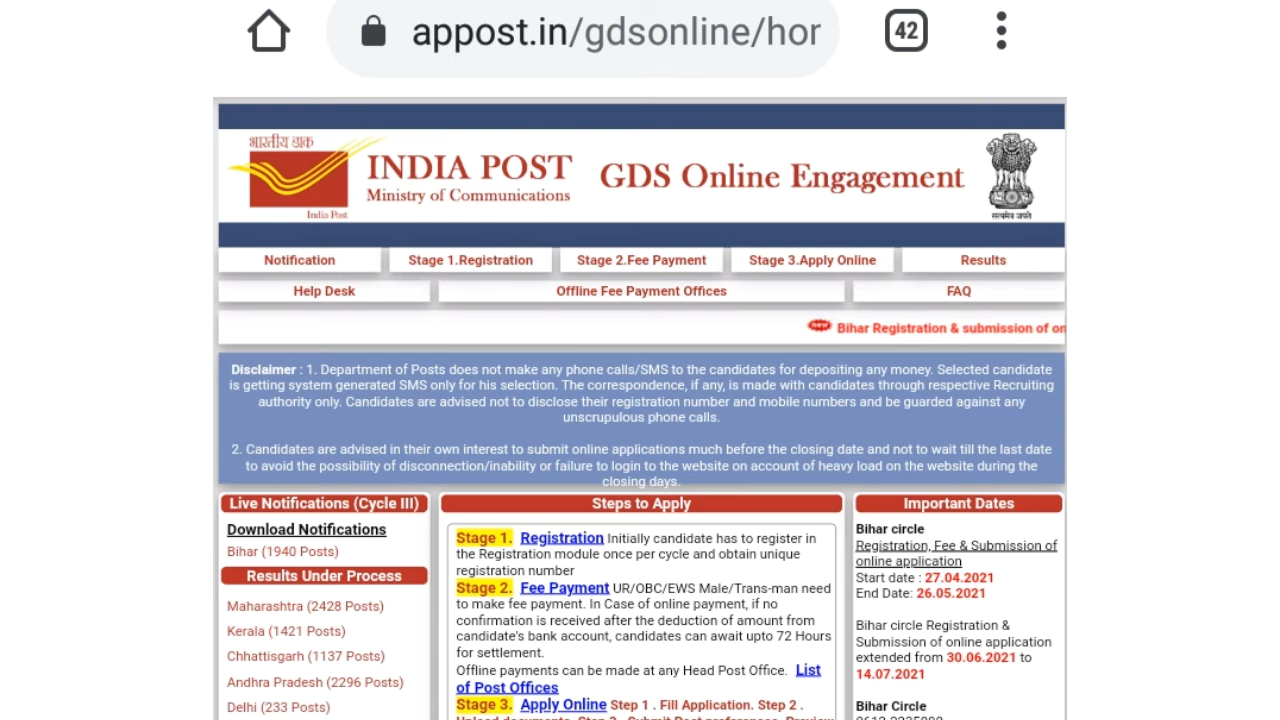 appost.in/gdsonline/hor
42
भारतीय डाक
INDIA POST
Ministry of Communications
India Post
GDS Online Engagement
सत्यमेव जयते
Notification
Stage 1.Registration
Stage 2.Fee Payment
Stage 3.Apply Online
Results
Help Desk
Offline Fee Payment Offices
FAQ
Bihar Registration & submission of
Disclaimer : 1. Department of Posts does not make any phone calls/SMS to the candidates for depositing any money. Selected candidate
is getting system generated SMS only for his selection. The correspondence, if any, is made with candidates through respective Recruiting
authority only. Candidates are advised not to disclose their registration number and mobile numbers and be guarded against any
unscrupulous phone calls.
2. Candidates are advised in their own interest to submit online applications much before the closing date and not to wait till the last date
to avoid the possibility of disconnection/inability or failure to login to the website on account of heavy load on the website during the
closing days.
Live Notifications (Cycle III)
Download Notifications
Bihar (1940 Posts)
Results Under Process
Maharashtra (2428 Posts)
Kerala (1421 Posts)
Chhattisgarh (1137 Posts)
Andhra Pradesh (2296 Posts)
Delhi (233 Posts)
Steps to Apply
Stage 1. Registration Initially candidate has to register in
the Registration module once per cycle and obtain unique
registration number
Stage 2. Fee Payment UR/OBC/EWS Male/Trans-man need
to make fee payment. In Case of online payment, if no
confirmation is received after the deduction of amount from
candidate's bank account, candidates can await upto 72 Hours
for settlement.
Offline payments can be made at any Head Post Office. List
of Post Offices
Stage 3. Apply Online Step 1 . Fill Application. Step 2 .
Important Dates
Bihar circle
Registration, Fee & Submission of
online application
Start date : 27.04.2021
End Date: 26.05.2021
Bihar circle Registration &
Submission of online application
extended from 30.06.2021 to
14.07.2021
Bihar Circle